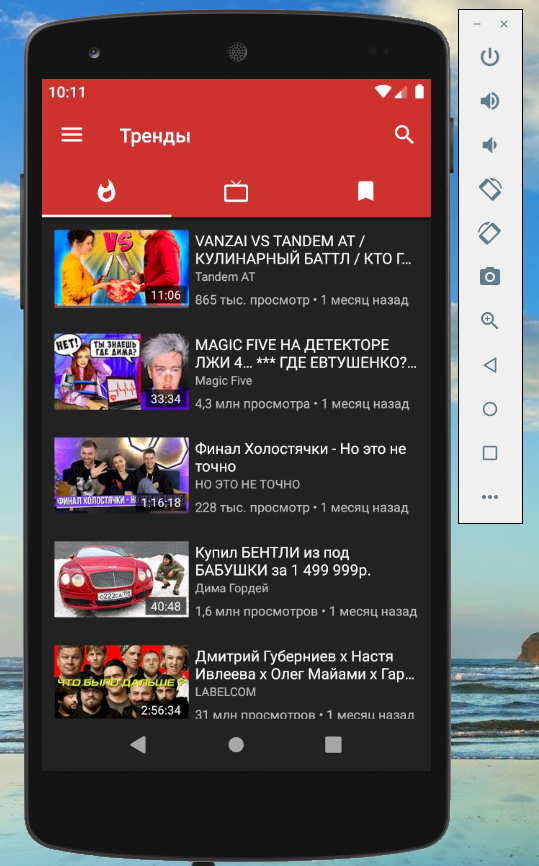 10:11
Тренды
VS
11:06
VANZAI VS TANDEM AT /
КУЛИНАРНЫЙ БАТТЛ / КТО Г...
Tandem AT
865 тыс. просмотр • 1 месяц назад
НЕТ!
ТЫ ЗНАЕШЬ
ГДЕ ДИМА?
33:34
MAGIC FIVE НА ДЕТЕКТОРЕ
ЛЖИ 4... *** ГДЕ ЕВТУШЕНКО?...
Magic Five
4,3 млн просмотра • 1 месяц назад
ФИНАЛ ХОЛОСТЯЧКИ - НО
1:16:18
Финал Холостячки - Но это не
точно
НО ЭТО НЕ ТОЧНО
228 тыс. просмотр • 1 месяц назад
40:48
Купил БЕНТЛИ из под
БАБУШКИ за 1 499 999р.
Дима Гордей
1,6 млн просмотров • 1 месяц назад
ЧТО БЫЛО ДАЛЬШЕ?
2:56:34
Дмитрий Губерниев х Настя
Ивлеева х Олег Майами х Гар...
LABELCOM
31 млн просмотров • 1 месяц назад